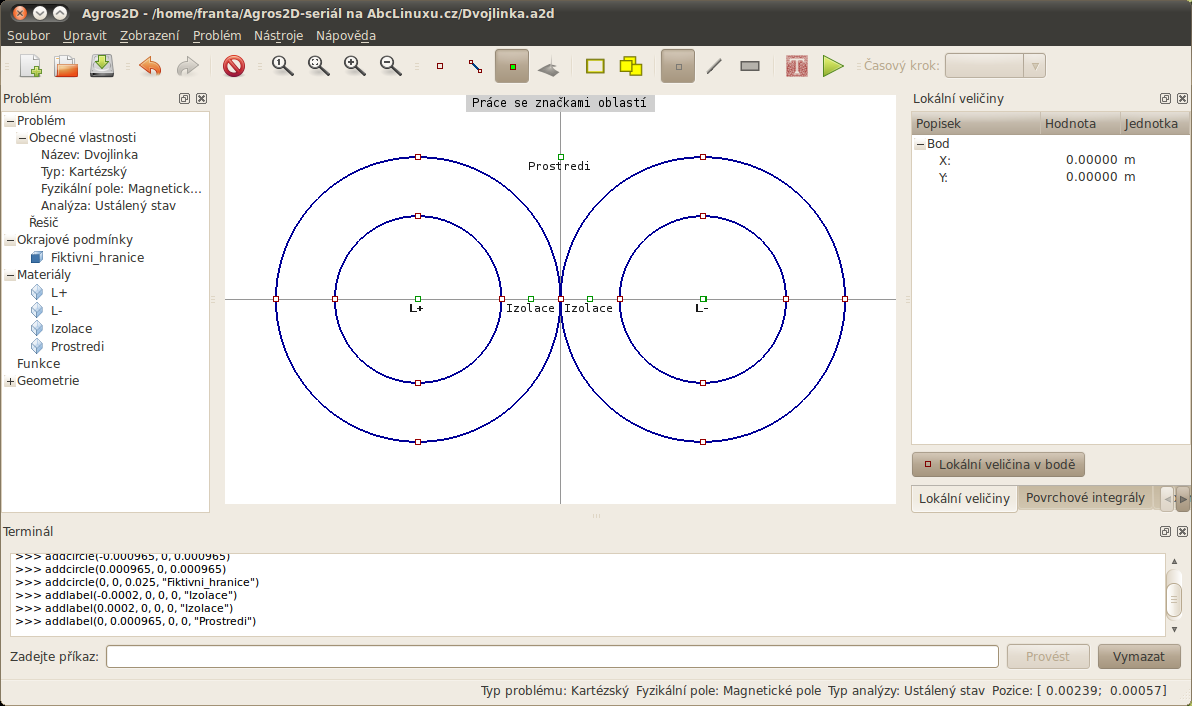 Agros2D - /home/franta/Agros2D-seriál na AbcLinuxu.cz/Dvojlinka.a2d
Soubor Upravit Zobrazení Problém Nástroje Nápověda
Časový krok:
Problém
Problém
Obecné vlastnosti
Název: Dvojlinka
Typ: Kartézský
Fyzikální pole: Magnetick...
Analýza: Ustálený stav
Řešič
Okrajové podmínky
Fiktivni_hranice
Materiály
L+
L-
Izolace
Prostredi
Funkce
Geometrie
Práce se značkami oblastí
Prostredi
L+ Izolace Izolace L-
Lokální veličiny
Popisek Hodnota Jednotka
Bod
X: 0.00000 m
Y: 0.00000 m
Lokální veličina v bodě
Lokální veličiny Povrchové integrály
Terminál
>>> addcircle(-0.000965, 0, 0.000965)
>>> addcircle(0.000965, 0, 0.000965)
>>> addcircle(0, 0, 0.025, "Fiktivni_hranice")
>>> addlabel(-0.0002, 0, 0, 0, "Izolace")
>>> addlabel(0.0002, 0, 0, 0, "Izolace")
>>> addlabel(0, 0.000965, 0, 0, "Prostredi")
Zadejte příkaz: Provést Vymazat
Typ problému: Kartézský Fyzikální pole: Magnetické pole Typ analýzy: Ustálený stav Pozice: [ 0.00239; 0.00057]